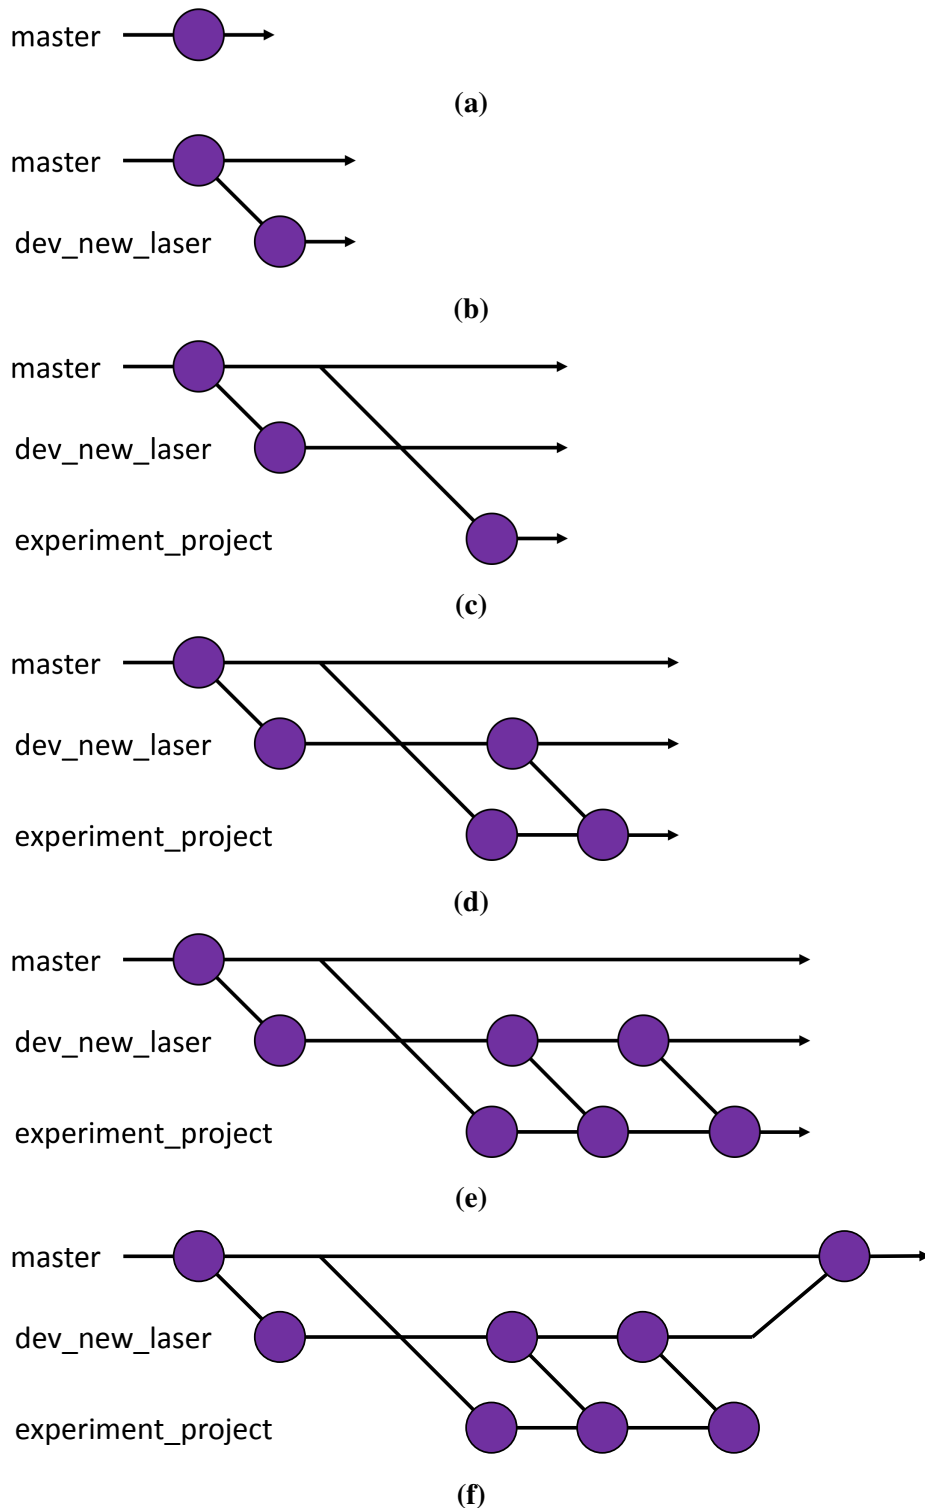 master
(a)
master
dev_new_laser
(b)
master
dev_new_laser
experiment_project
(c)
master
dev_new_laser
experiment_project
(d)
master
dev_new_laser
experiment_project
(e)
master
dev_new_laser
experiment_project
(f)